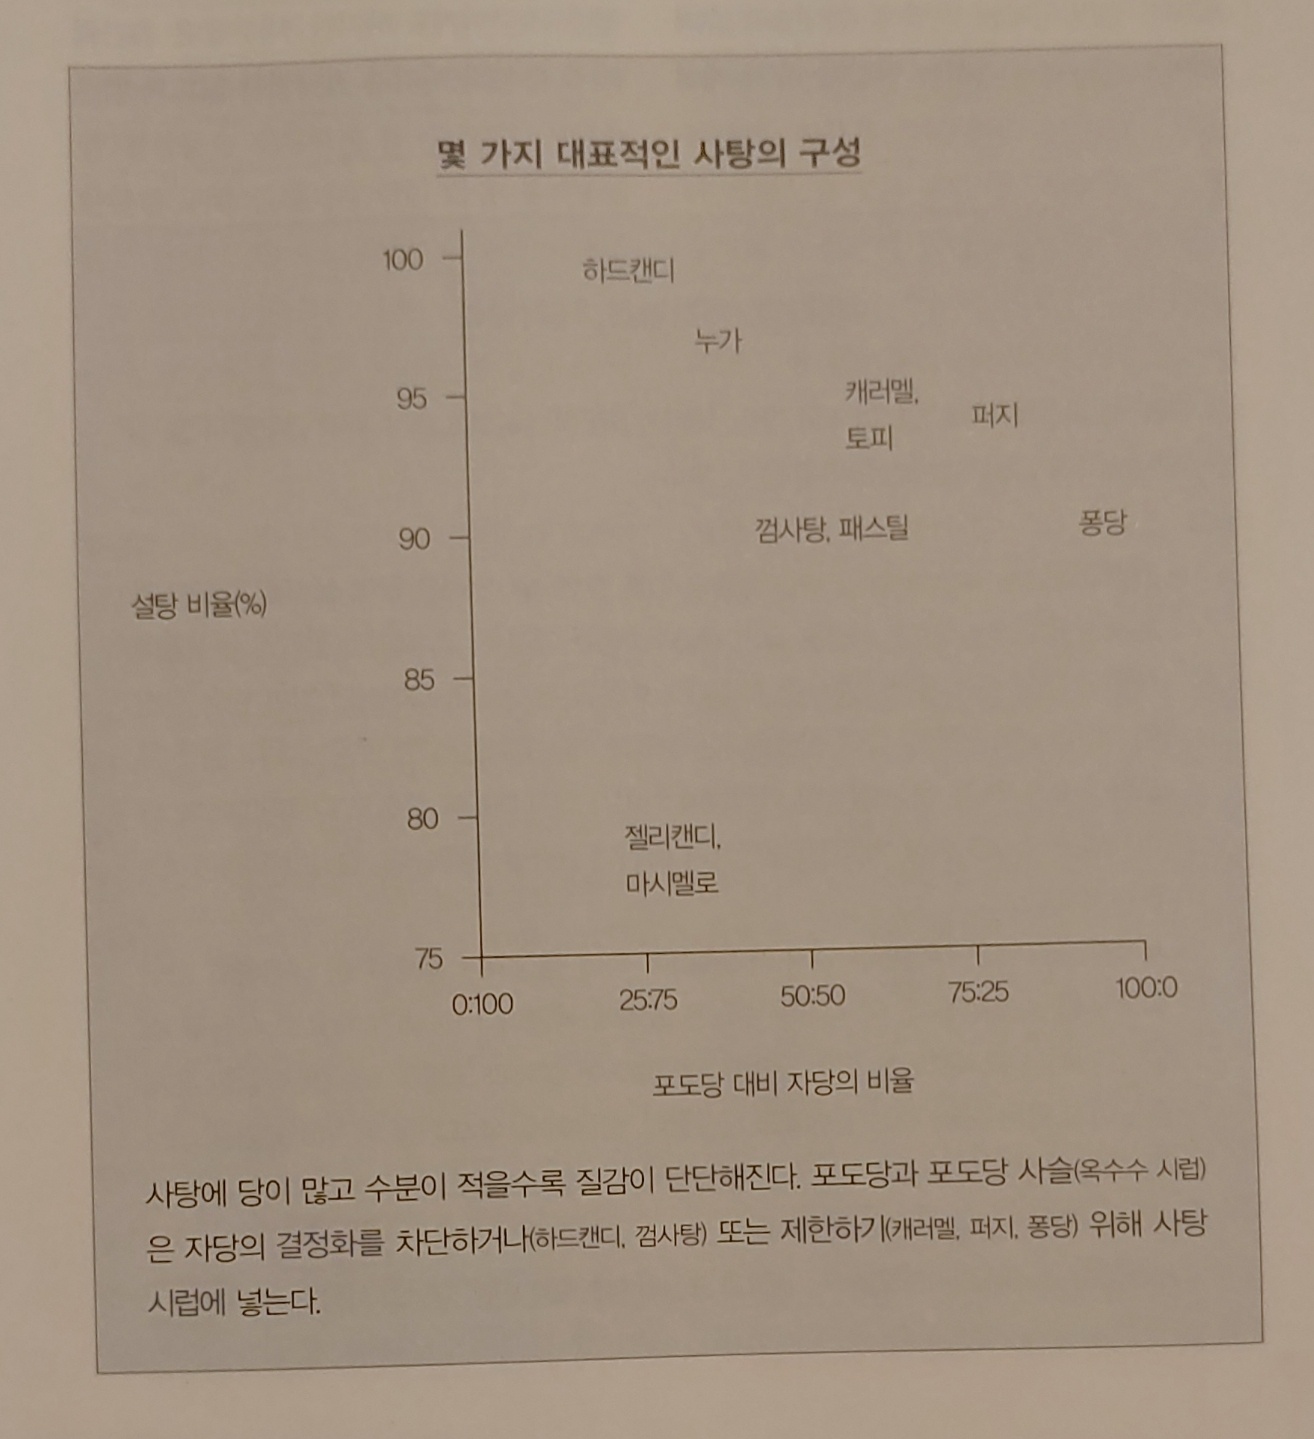 몇 가지 대표적인 사탕의 구성
100
하드캔디
누가
95
캐러멜,
토피
퍼지
90
껌사탕, 패스틸
퐁당
설탕 비율(%)
85
80
젤리캔디,
마시멜로
75
0:100 25:75 50:50 75:25 100:0
포도당 대비 자당의 비율
사탕에 당이 많고 수분이 적을수록 질감이 단단해진다. 포도당과 포도당 사슬(옥수수 시럽)
은 자당의 결정화를 차단하거나(하드캔디, 껌사탕) 또는 제한하기(캐러멜, 퍼지, 퐁당) 위해 사탕
시럽에 넣는다.